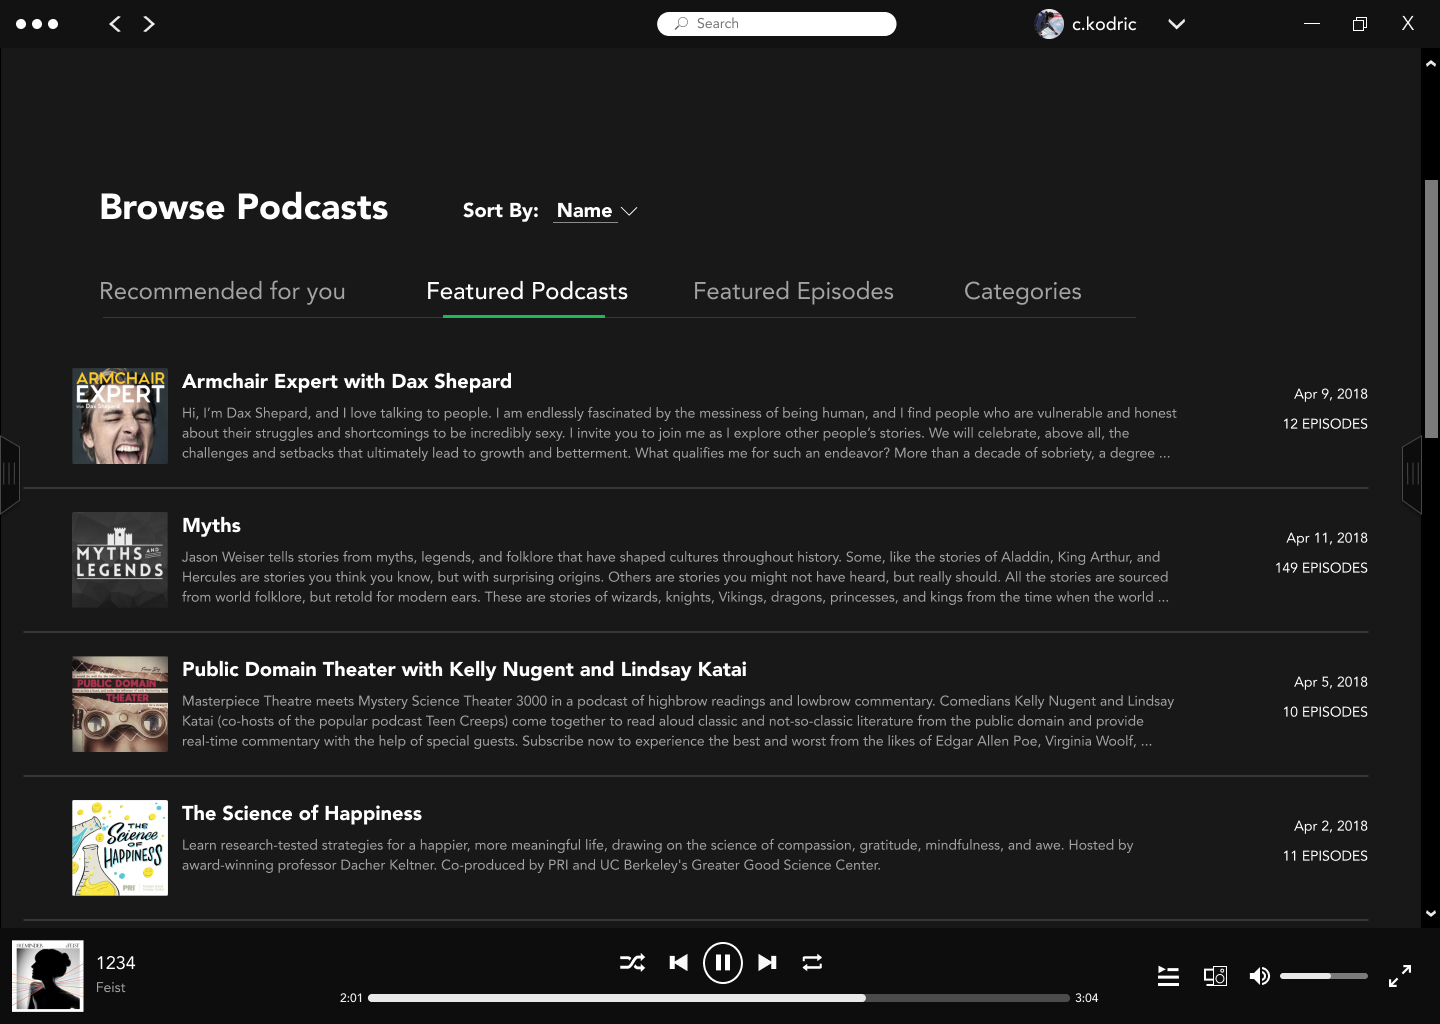 Search
c.kodric
X
Browse Podcasts
Sort By: Name
Recommended for you
Featured Podcasts
Featured Episodes
Categories
ARMCHAIR
EXPERT
with Dax Shepard
Armchair Expert with Dax Shepard
Hi, I’m Dax Shepard, and I love talking to people. I am endlessly fascinated by the messiness of being human, and I find people who are vulnerable and honest
about their struggles and shortcomings to be incredibly sexy. I invite you to join me as I explore other people’s stories. We will celebrate, above all, the
challenges and setbacks that ultimately lead to growth and betterment. What qualifies me for such an endeavor? More than a decade of sobriety, a degree ...
Apr 9, 2018
12 EPISODES
MYTHS AND
LEGENDS
Myths
Jason Weiser tells stories from myths, legends, and folklore that have shaped cultures throughout history. Some, like the stories of Aladdin, King Arthur, and
Hercules are stories you think you know, but with surprising origins. Others are stories you might not have heard, but really should. All the stories are sourced
from world folklore, but retold for modern ears. These are stories of wizards, knights, Vikings, dragons, princesses, and kings from the time when the world ...
Apr 11, 2018
149 EPISODES
PUBLIC DOMAIN
THEATER
Public Domain Theater with Kelly Nugent and Lindsay Katai
Masterpiece Theatre meets Mystery Science Theater 3000 in a podcast of highbrow readings and lowbrow commentary. Comedians Kelly Nugent and Lindsay
Katai (co-hosts of the popular podcast Teen Creeps) come together to read aloud classic and not-so-classic literature from the public domain and provide
real-time commentary with the help of special guests. Subscribe now to experience the best and worst from the likes of Edgar Allen Poe, Virginia Woolf, ...
Apr 5, 2018
10 EPISODES
THE
Science
OF
HAPPINESS
PRI
The Science of Happiness
Learn research-tested strategies for a happier, more meaningful life, drawing on the science of compassion, gratitude, mindfulness, and awe. Hosted by
award-winning professor Dacher Keltner. Co-produced by PRI and UC Berkeley's Greater Good Science Center.
Apr 2, 2018
11 EPISODES
1234
Feist
2:01
3:04